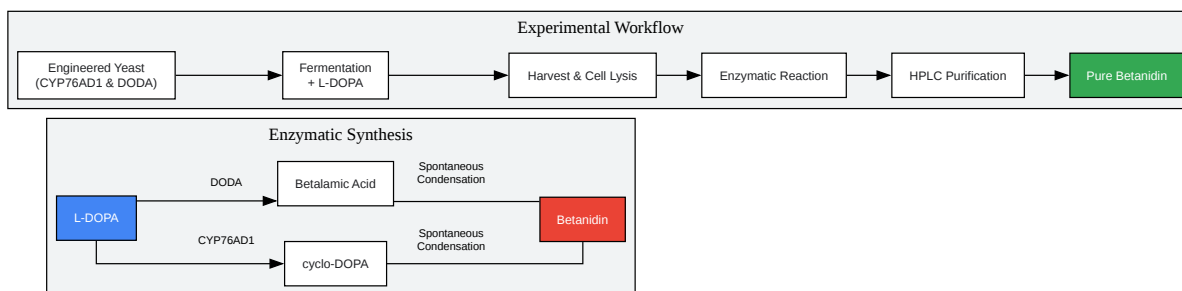 Experimental Workflow
Engineered Yeast
(CYP76AD1 & DODA)
Fermentation
+ L-DOPA
Harvest & Cell Lysis
Enzymatic Reaction
HPLC Purification
Pure Betanidin
Enzymatic Synthesis
L-DOPA
DODA
Betalamic Acid
Spontaneous
Condensation
CYP76AD1
cyclo-DOPA
Spontaneous
Condensation
Betanidin